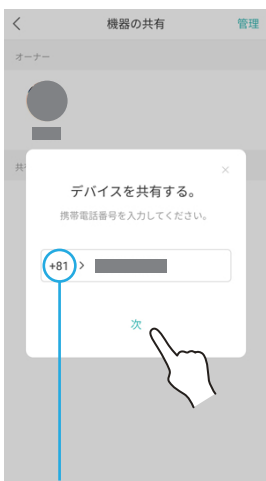 機器の共有 管理
オーナー
共
デバイスを共有する。
携帯電話番号を入力してください。
+81 >
次